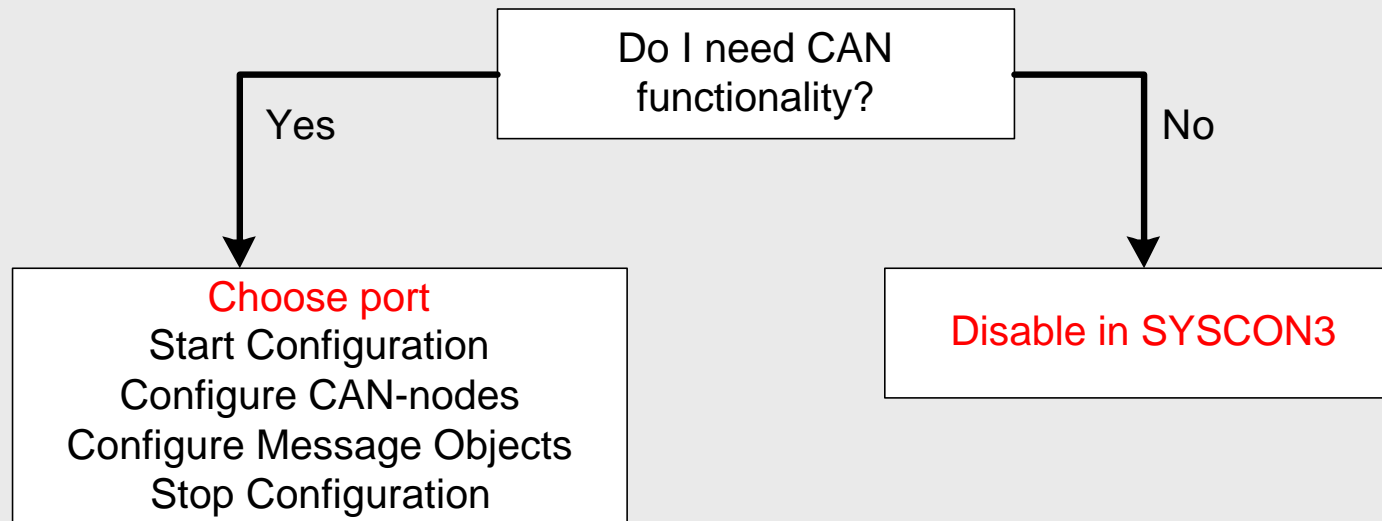 Do I need CAN
functionality?
Yes
No
Choose port
Start Configuration
Configure CAN-nodes
Configure Message Objects
Stop Configuration
Disable in SYSCON3